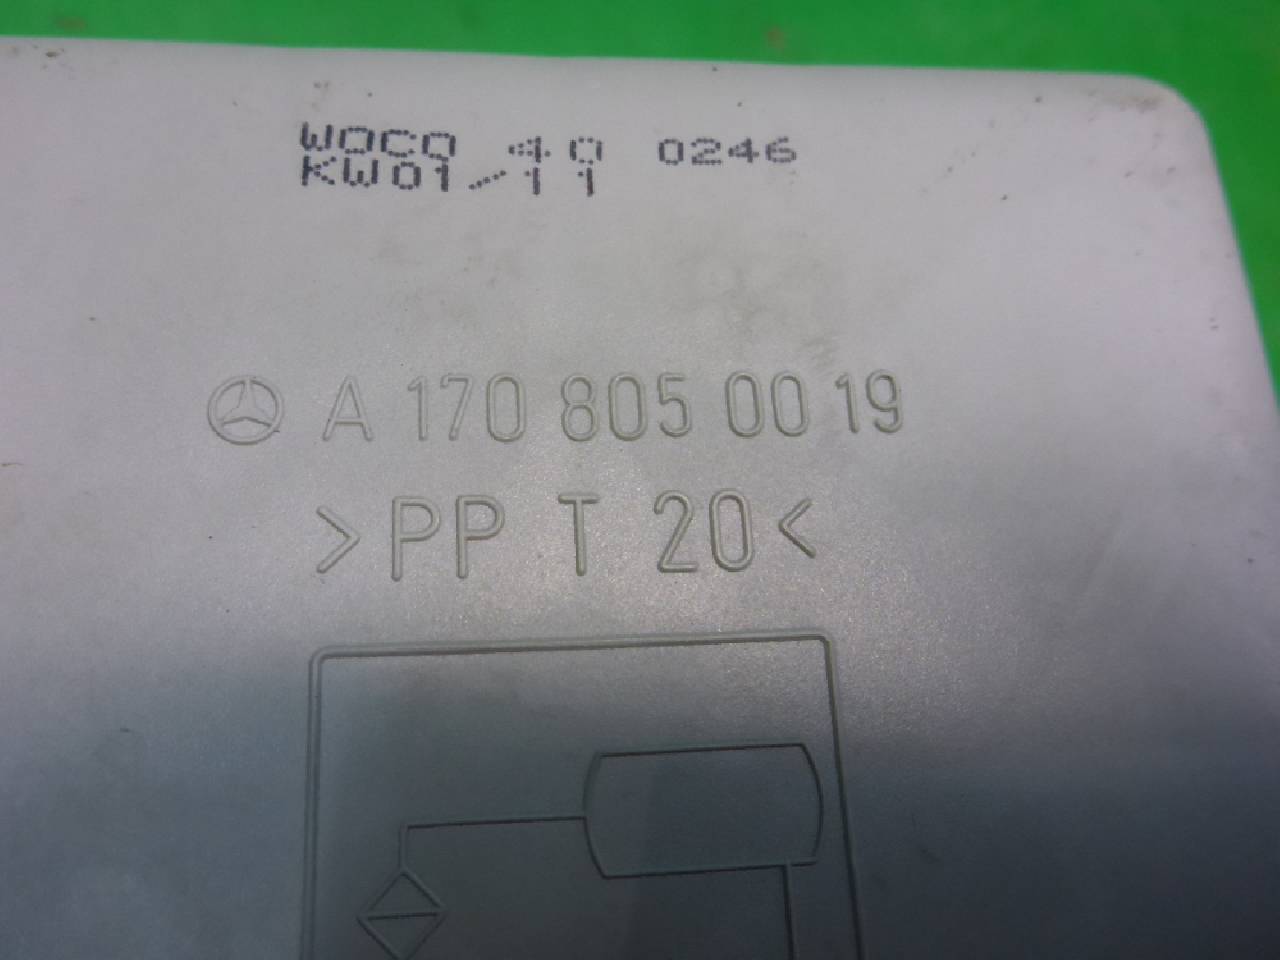 WOCO 40 0246
KW01/11
A 170 805 00 19
>PP T 20<